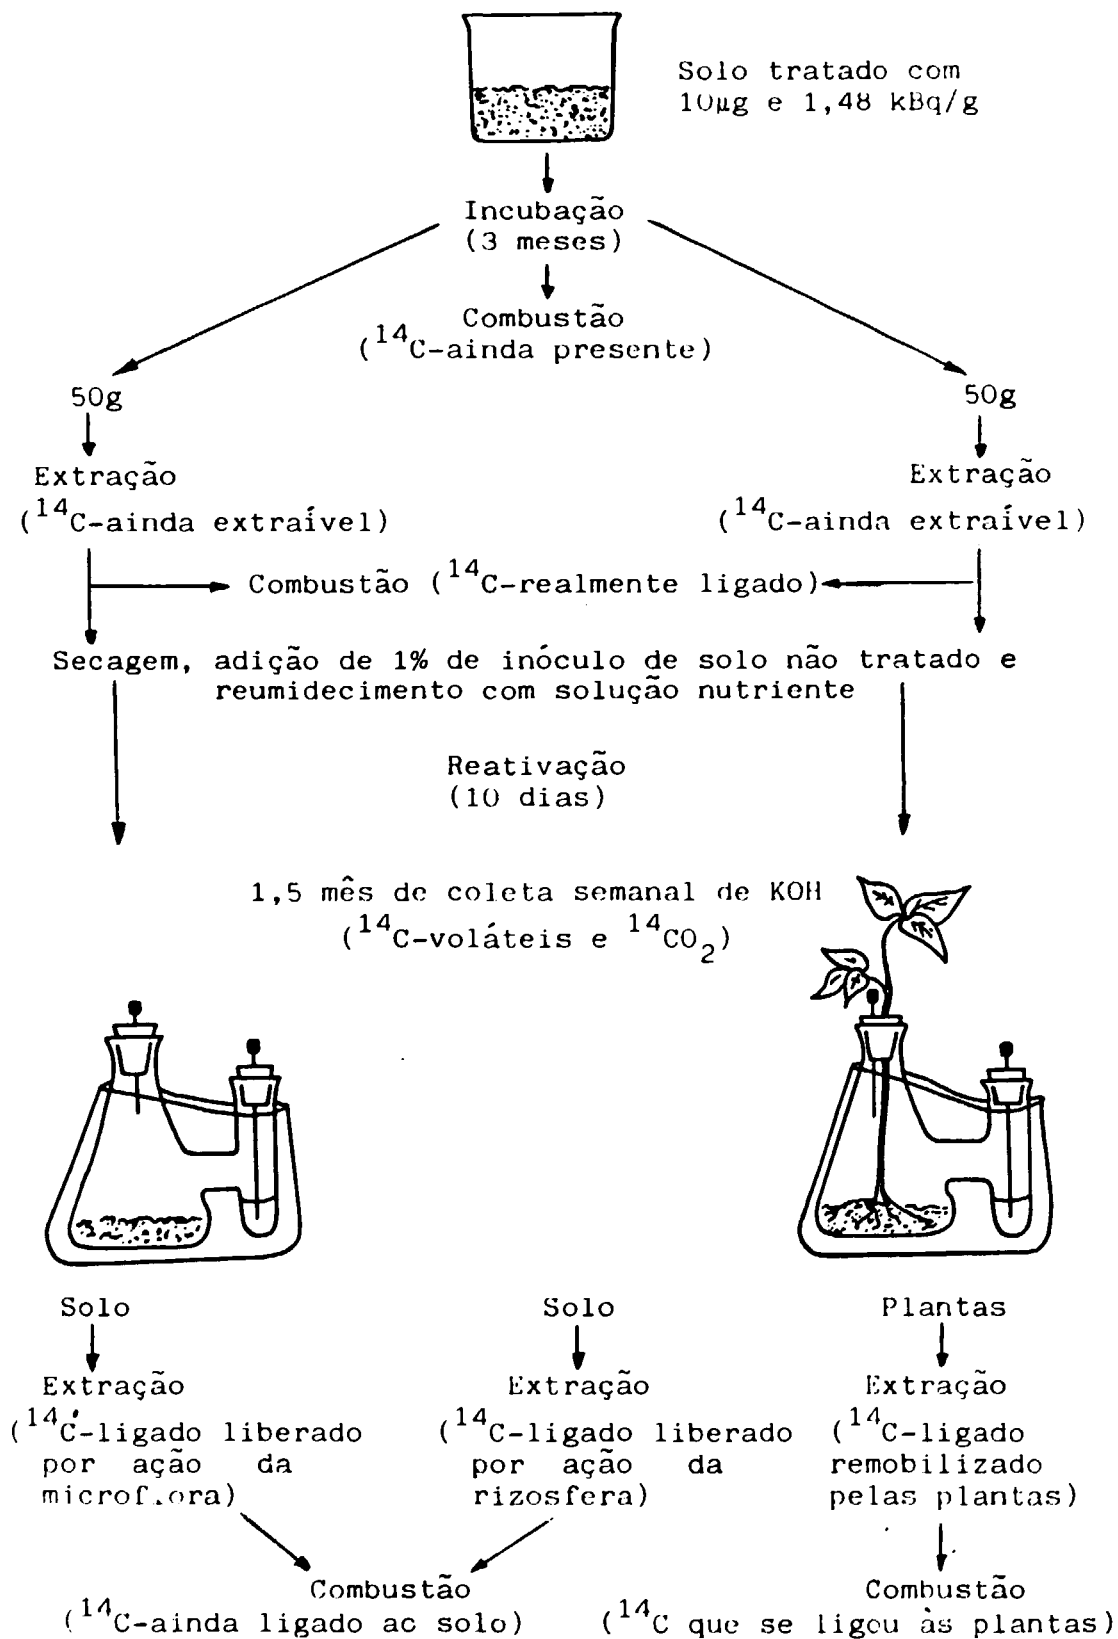 Solo tratado com
10µg e 1,48 kBq/g
Incubação
(3 meses)
Combustão
(¹⁴C-ainda presente)
50g
50g
Extração
(¹⁴C-ainda extraível)
Extração
(¹⁴C-ainda extraível)
Combustão (¹⁴C-realmente ligado)
Secagem, adição de 1% de inóculo de solo não tratado e
reumidecimento com solução nutriente
Reativação
(10 dias)
1,5 mês de coleta semanal de KOH
(¹⁴C-voláteis e ¹⁴CO₂)
Solo
Extração
(¹⁴C-ligado liberado
por ação da
microflora)
Solo
Extração
(¹⁴C-ligado liberado
por ação da
rizosfera)
Plantas
Extração
(¹⁴C-ligado
remobilizado
pelas plantas)
Combustão
(¹⁴C-ainda ligado ao solo)
Combustão
(¹⁴C que se ligou às plantas)